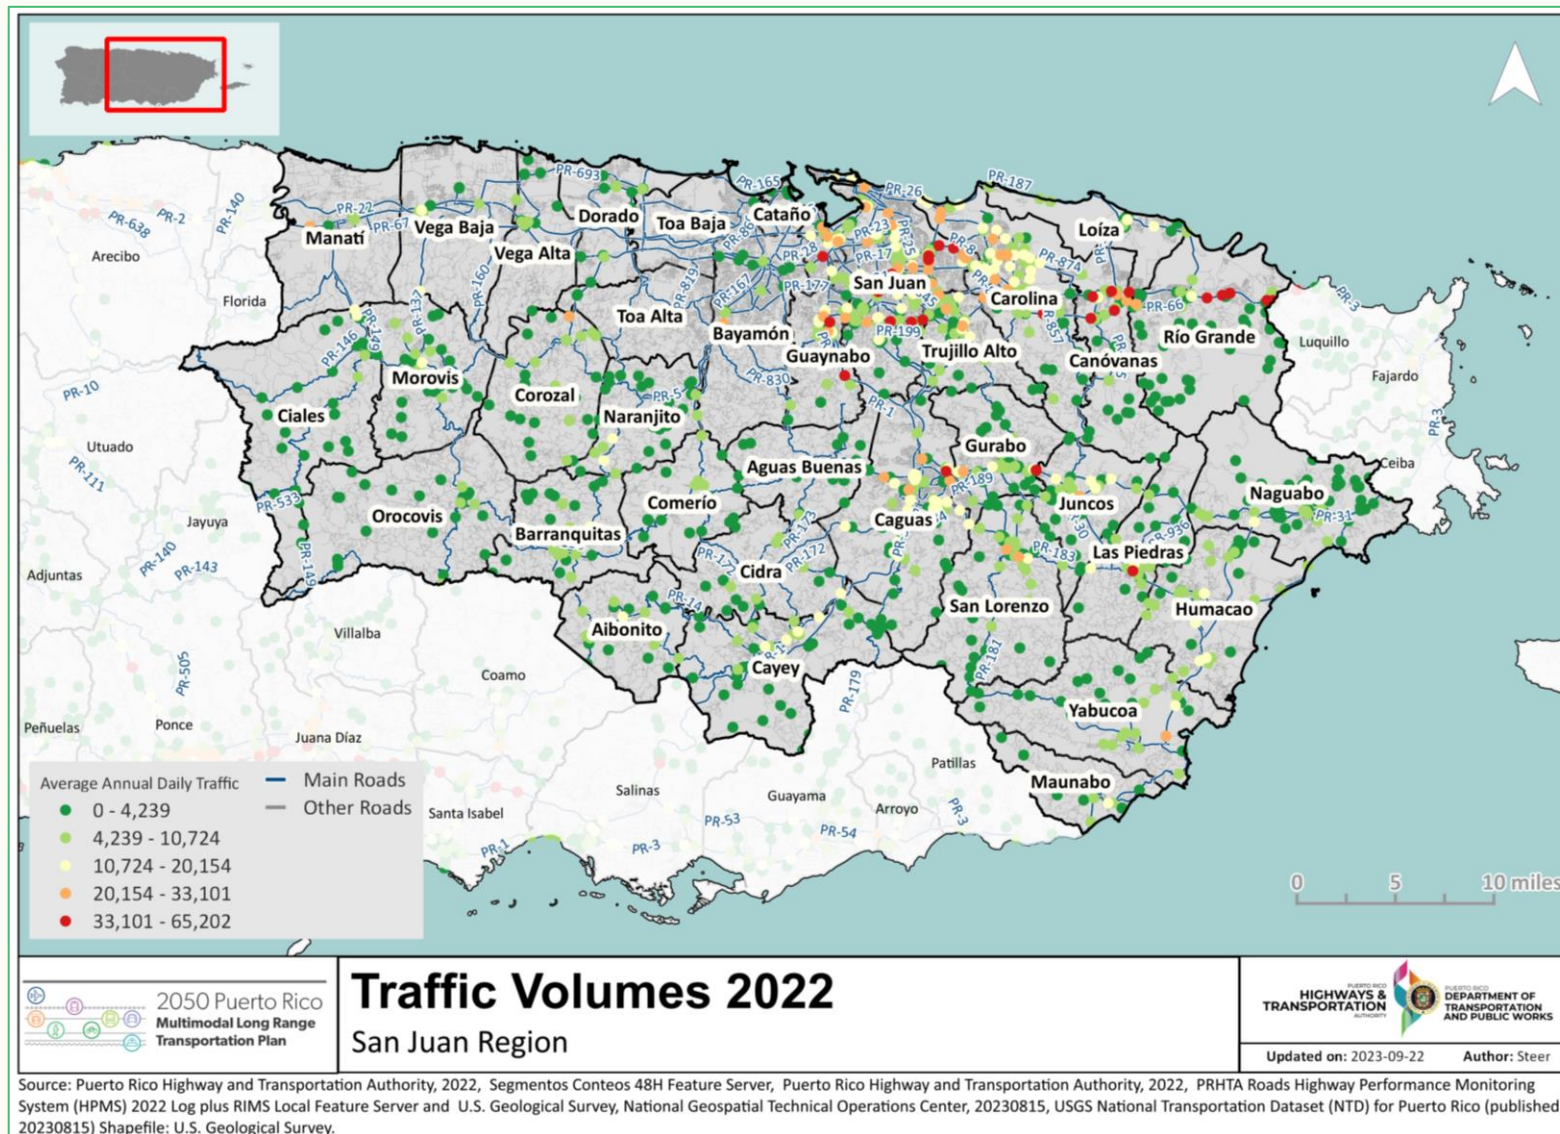 PR-693
PR-165
PR-26
PR-187
PR-22
PR-67
PR-23
PR-2
PR-638
PR-140
Cataño
Dorado
Toa Baja
Vega Baja
Manatí
Loíza
Arecibo
Vega Alta
PR-28
PR-17
PR-874
PR-160
PR-819
PR-167
PR-177
San Juan
Carolina
Florida
PR-66
PR-3
Toa Alta
Bayamón
PR-137
PR-149
PR-146
PR-199
PR-857
Río Grande
Luquillo
Guaynabo
Trujillo Alto
Canóvanas
Morovis
PR-830
Fajardo
PR-10
Corozal
PR-5
PR-1
Ciales
Naranjito
PR-3
Utuado
Gurabo
PR-111
Aguas Buenas
Ceiba
PR-189
Naguabo
PR-533
Comerío
Juncos
Orocovis
Caguas
PR-31
Jayuya
Barranquitas
PR-173
PR-183
Las Piedras
PR-140
PR-149
PR-172
PR-172
PR-143
Cidra
Adjuntas
PR-14
San Lorenzo
Humacao
Villalba
Aibonito
PR-181
PR-505
Coamo
Cayey
PR-179
Yabucoa
Peñuelas
Ponce
Juana Díaz
Patillas
Maunabo
Salinas
Guayama
Arroyo
PR-3
Santa Isabel
PR-53
PR-54
PR-1
PR-3
Average Annual Daily Traffic
0 - 4,239
4,239 - 10,724
10,724 - 20,154
20,154 - 33,101
33,101 - 65,202
Main Roads
Other Roads
0 5 10 miles
2050 Puerto Rico
Multimodal Long Range
Transportation Plan
Traffic Volumes 2022
San Juan Region
PUERTO RICO
HIGHWAYS &
TRANSPORTATION
AUTHORITY
PUERTO RICO
DEPARTMENT OF
TRANSPORTATION
AND PUBLIC WORKS
Updated on: 2023-09-22 Author: Steer
Source: Puerto Rico Highway and Transportation Authority, 2022, Segmentos Conteos 48H Feature Server, Puerto Rico Highway and Transportation Authority, 2022, PRHTA Roads Highway Performance Monitoring
System (HPMS) 2022 Log plus RIMS Local Feature Server and U.S. Geological Survey, National Geospatial Technical Operations Center, 20230815, USGS National Transportation Dataset (NTD) for Puerto Rico (published
20230815) Shapefile: U.S. Geological Survey.